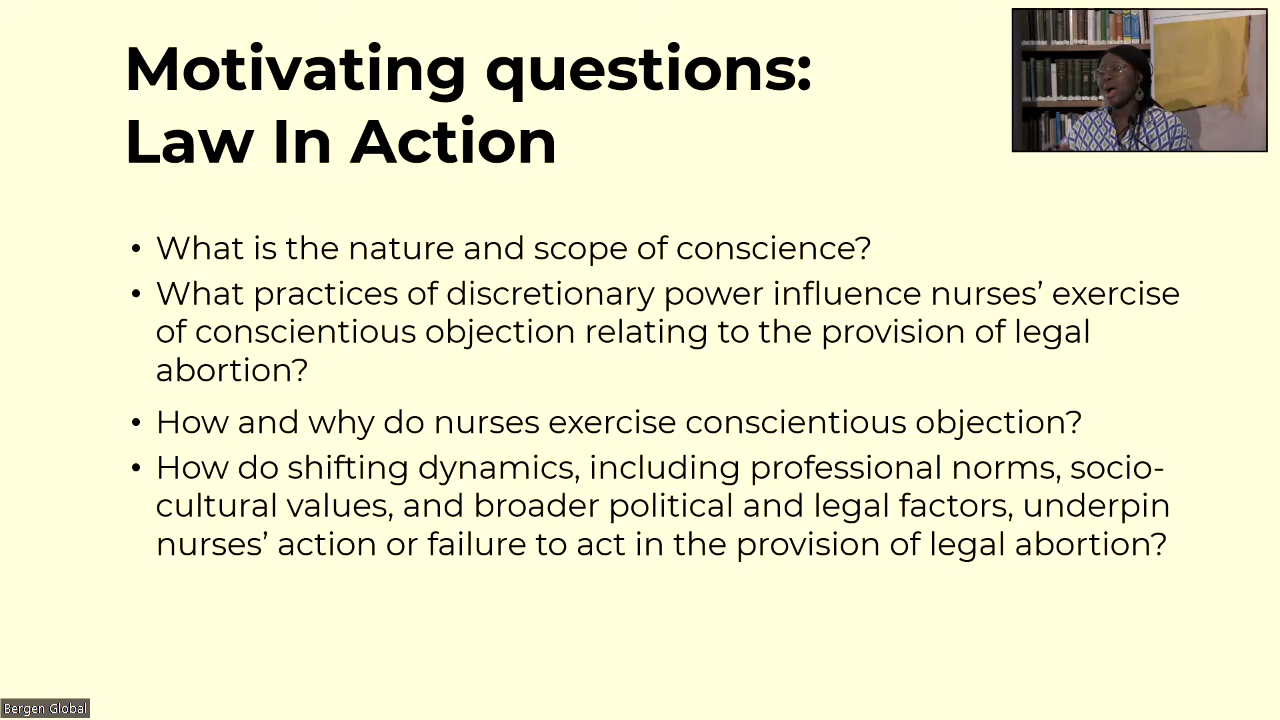 Motivating questions:
Law In Action
• What is the nature and scope of conscience?
• What practices of discretionary power influence nurses’ exercise
of conscientious objection relating to the provision of legal
abortion?
• How and why do nurses exercise conscientious objection?
• How do shifting dynamics, including professional norms, socio-
cultural values, and broader political and legal factors, underpin
nurses’ action or failure to act in the provision of legal abortion?
Bergen Global